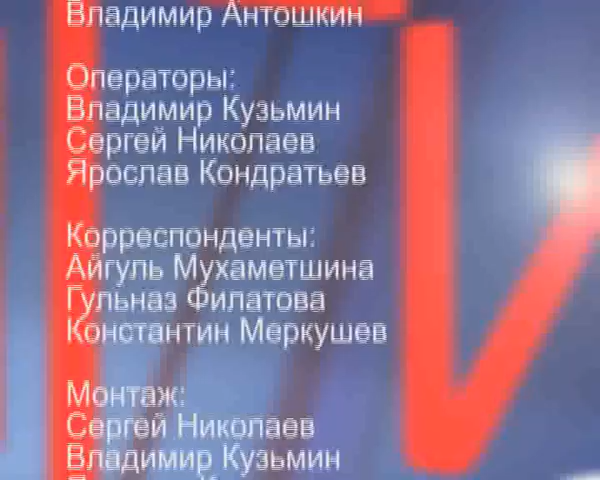 Владимир Антошкин
Операторы:
Владимир Кузьмин
Сергей Николаев
Ярослав Кондратьев
Корреспонденты:
Айгуль Мухаметшина
Гульназ Филатова
Константин Меркушев
Монтаж:
Сергей Николаев
Владимир Кузьмин